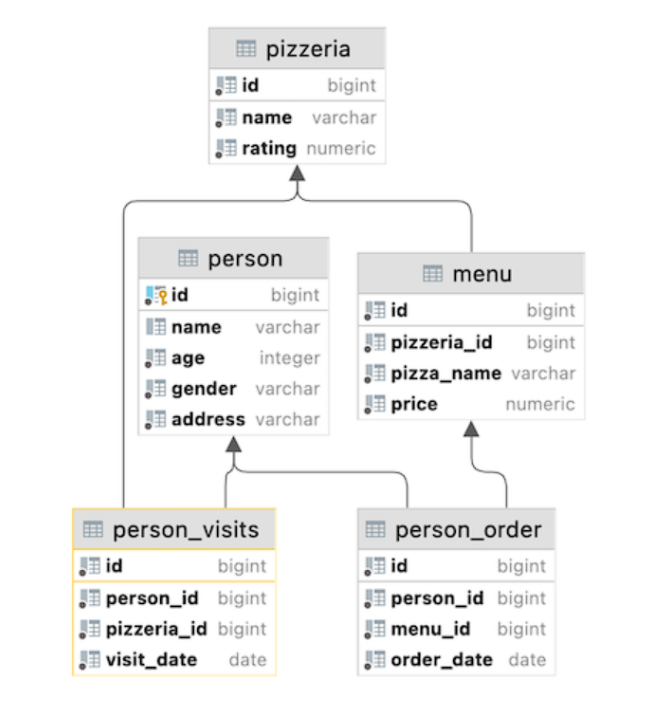 pizzeria
id bigint
name varchar
rating numeric
person
id bigint
name varchar
age integer
gender varchar
address varchar
menu
id bigint
pizzeria_id bigint
pizza_name varchar
price numeric
person_visits
id bigint
person_id bigint
pizzeria_id bigint
visit_date date
person_order
id bigint
person_id bigint
menu_id bigint
order_date date